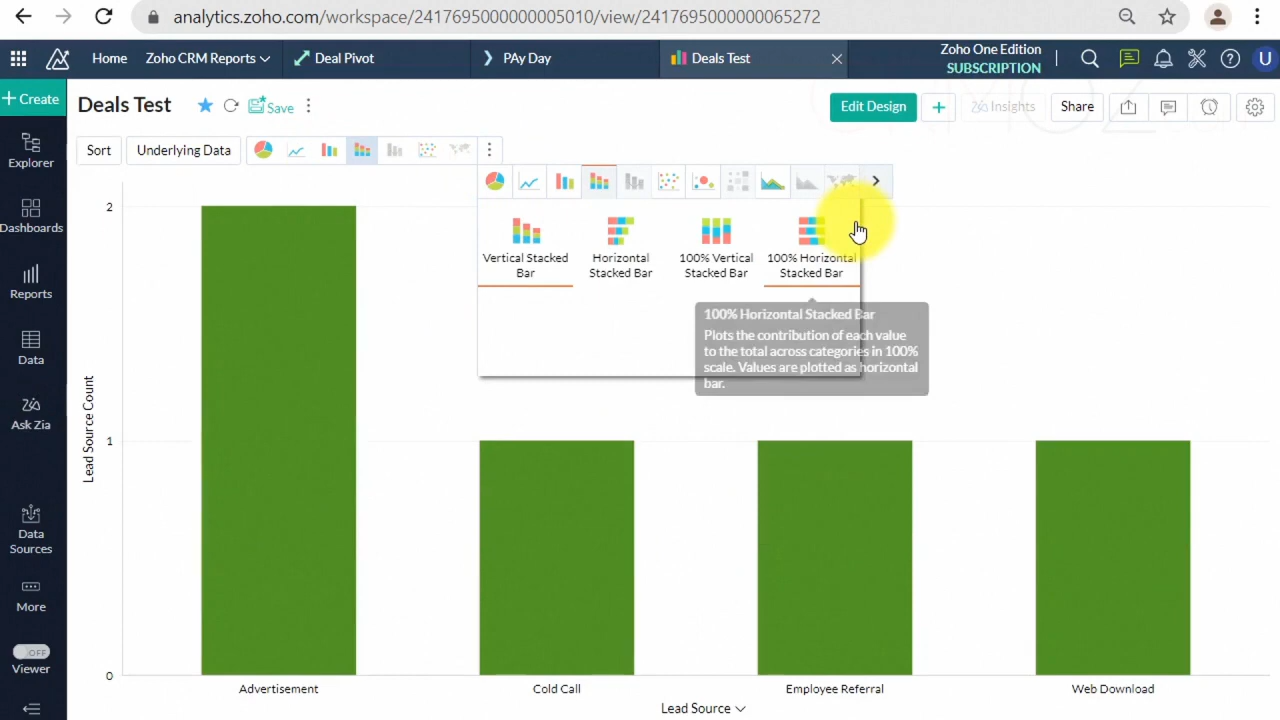 analytics.zoho.com/workspace/2417695000000005010/view/2417695000000065272
Home
Zoho CRM Reports
Deal Pivot
PAy Day
Deals Test
Zoho One Edition
SUBSCRIPTION
U
+ Create
Deals Test
Save
Edit Design
+
Insights
Share
Explorer
Sort
Underlying Data
Dashboards
Reports
Data
Ask Zia
Data
Sources
More
OFF
Viewer
Vertical Stacked
Bar
Horizontal
Stacked Bar
100% Vertical
Stacked Bar
100% Horizontal
Stacked Bar
100% Horizontal Stacked Bar
Plots the contribution of each value
to the total across categories in 100%
scale. Values are plotted as horizontal
bar.
2
1
0
Lead Source Count
Advertisement
Cold Call
Employee Referral
Web Download
Lead Source